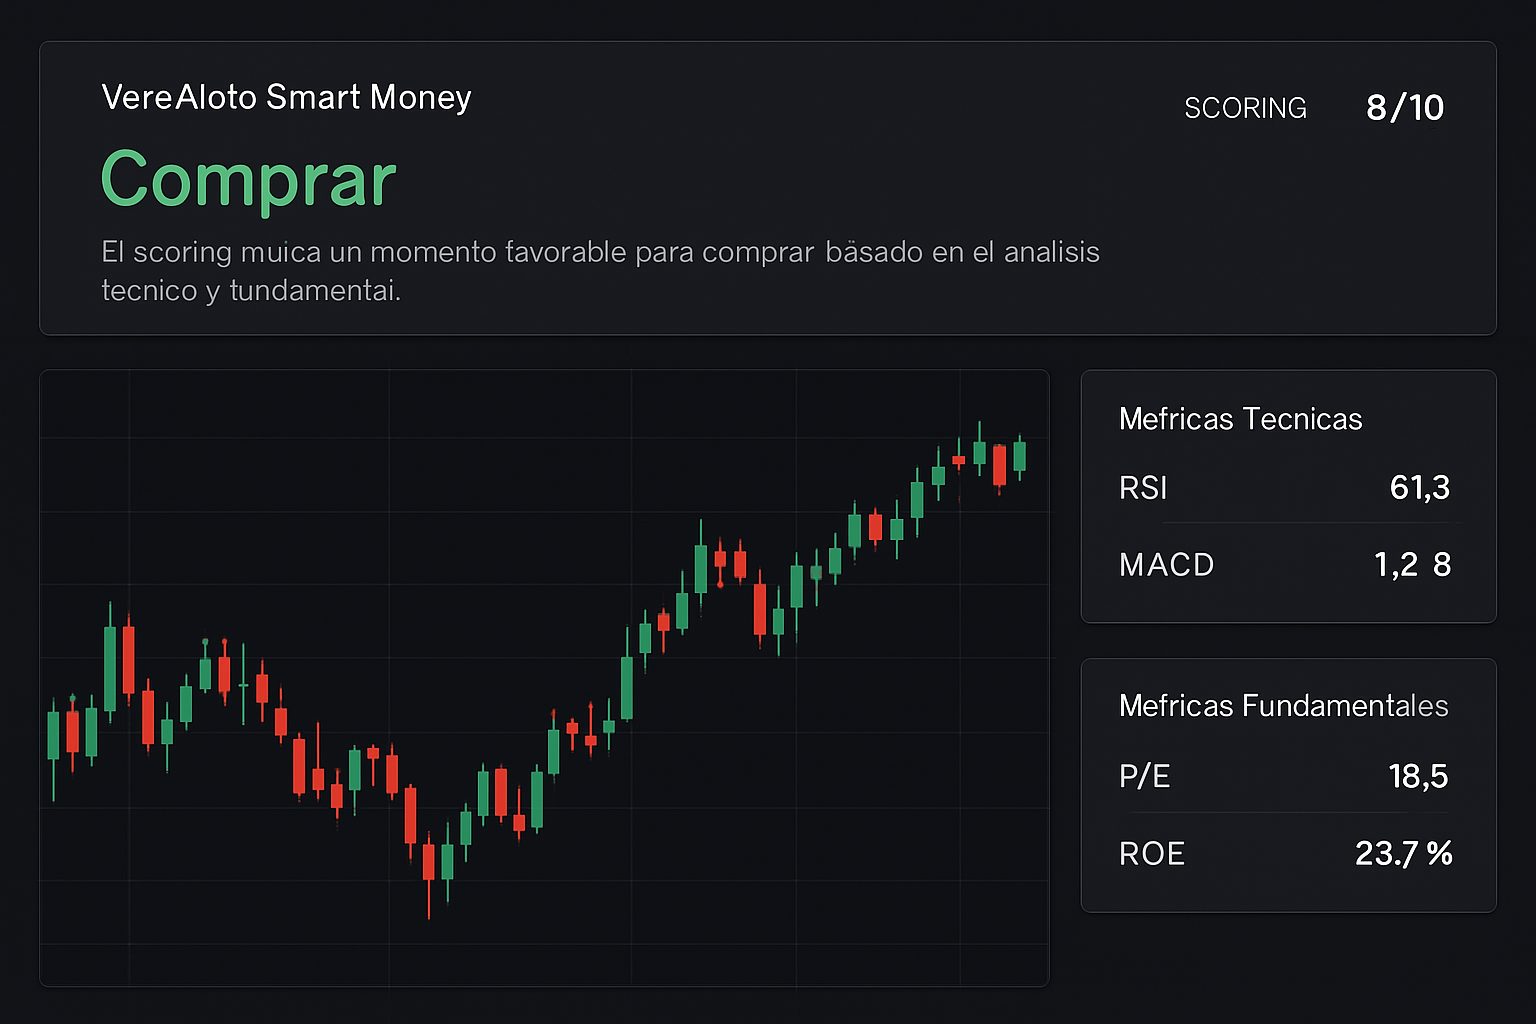 VereAloto Smart Money
SCORING 8/10
Comprar
El scoring muica un momento favorable para comprar bäsado en el analisis
tecnico y tundamentai.
Mefricas Tecnicas
RSI 61,3
MACD 1,2 8
Mefricas Fundamentales
P/E 18,5
ROE 23.7 %